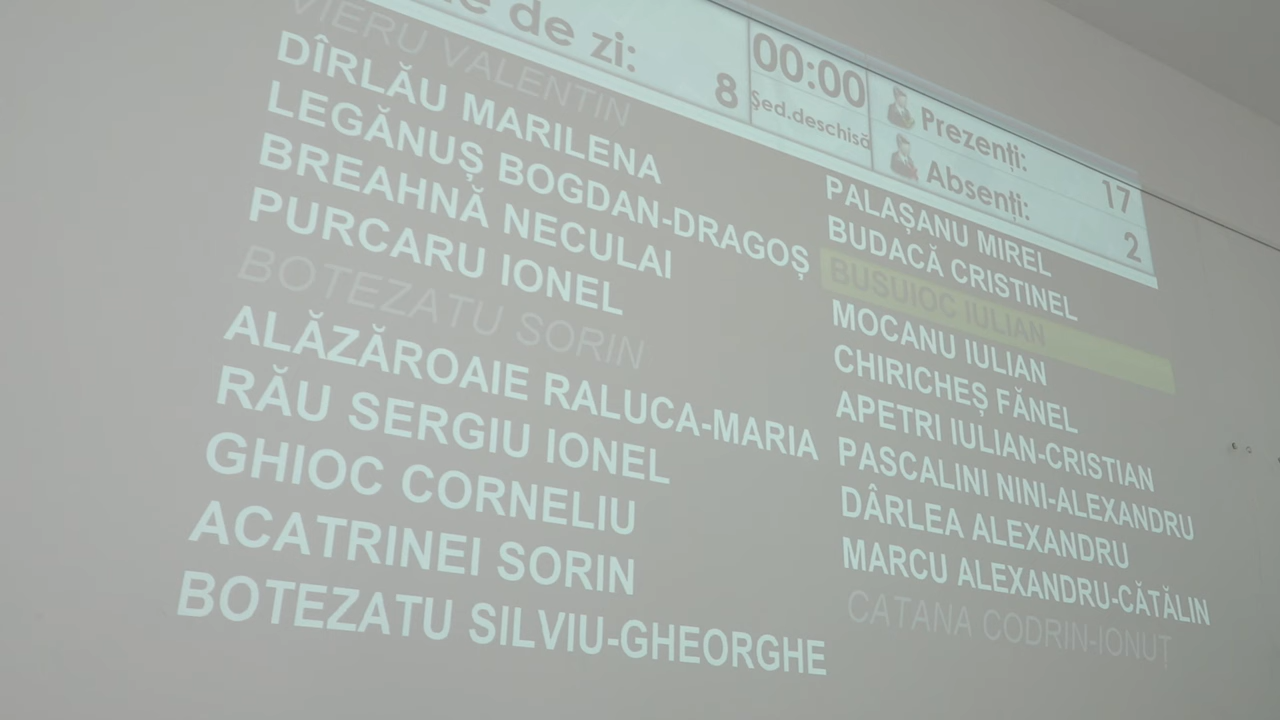 de zi:
8
00:00
Șed.deschisă
Prezenți:
17
Absenți:
2
VIERU VALENTIN
DÎRLĂU MARILENA
LEGĂNUȘ BOGDAN-DRAGOȘ
BREAHNĂ NECULAI
PURCARU IONEL
BOTEZATU SORIN
ALĂZĂROAIE RALUCA-MARIA
RĂU SERGIU IONEL
GHIOC CORNELIU
ACATRINEI SORIN
BOTEZATU SILVIU-GHEORGHE
PALAȘANU MIREL
BUDACĂ CRISTINEL
BUSUIOC IULIAN
MOCANU IULIAN
CHIRICHEȘ FĂNEL
APETRI IULIAN-CRISTIAN
PASCALINI NINI-ALEXANDRU
DÂRLEA ALEXANDRU
MARCU ALEXANDRU-CĂTĂLIN
CATANA CODRIN-IONUȚ